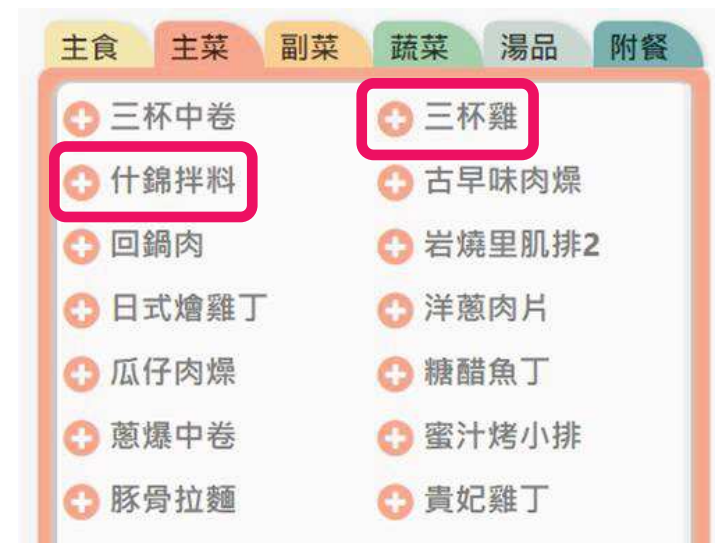 主食 主菜 副菜 蔬菜 湯品 附餐
三杯中卷 三杯雞
什錦拌料 古早味肉燥
回鍋肉 岩燒里肌排2
日式燴雞丁 洋蔥肉片
瓜仔肉燥 糖醋魚丁
蔥爆中卷 蜜汁烤小排
豚骨拉麵 貴妃雞丁